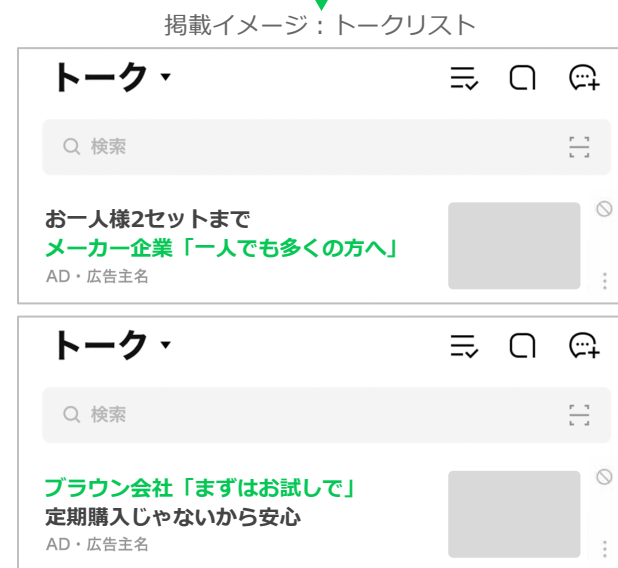 掲載イメージ：トークリスト
トーク
検索
お一人様2セットまで
メーカー企業「一人でも多くの方へ」
AD・広告主名
トーク
検索
ブラウン会社「まずはお試しで」
定期購入じゃないから安心
AD・広告主名